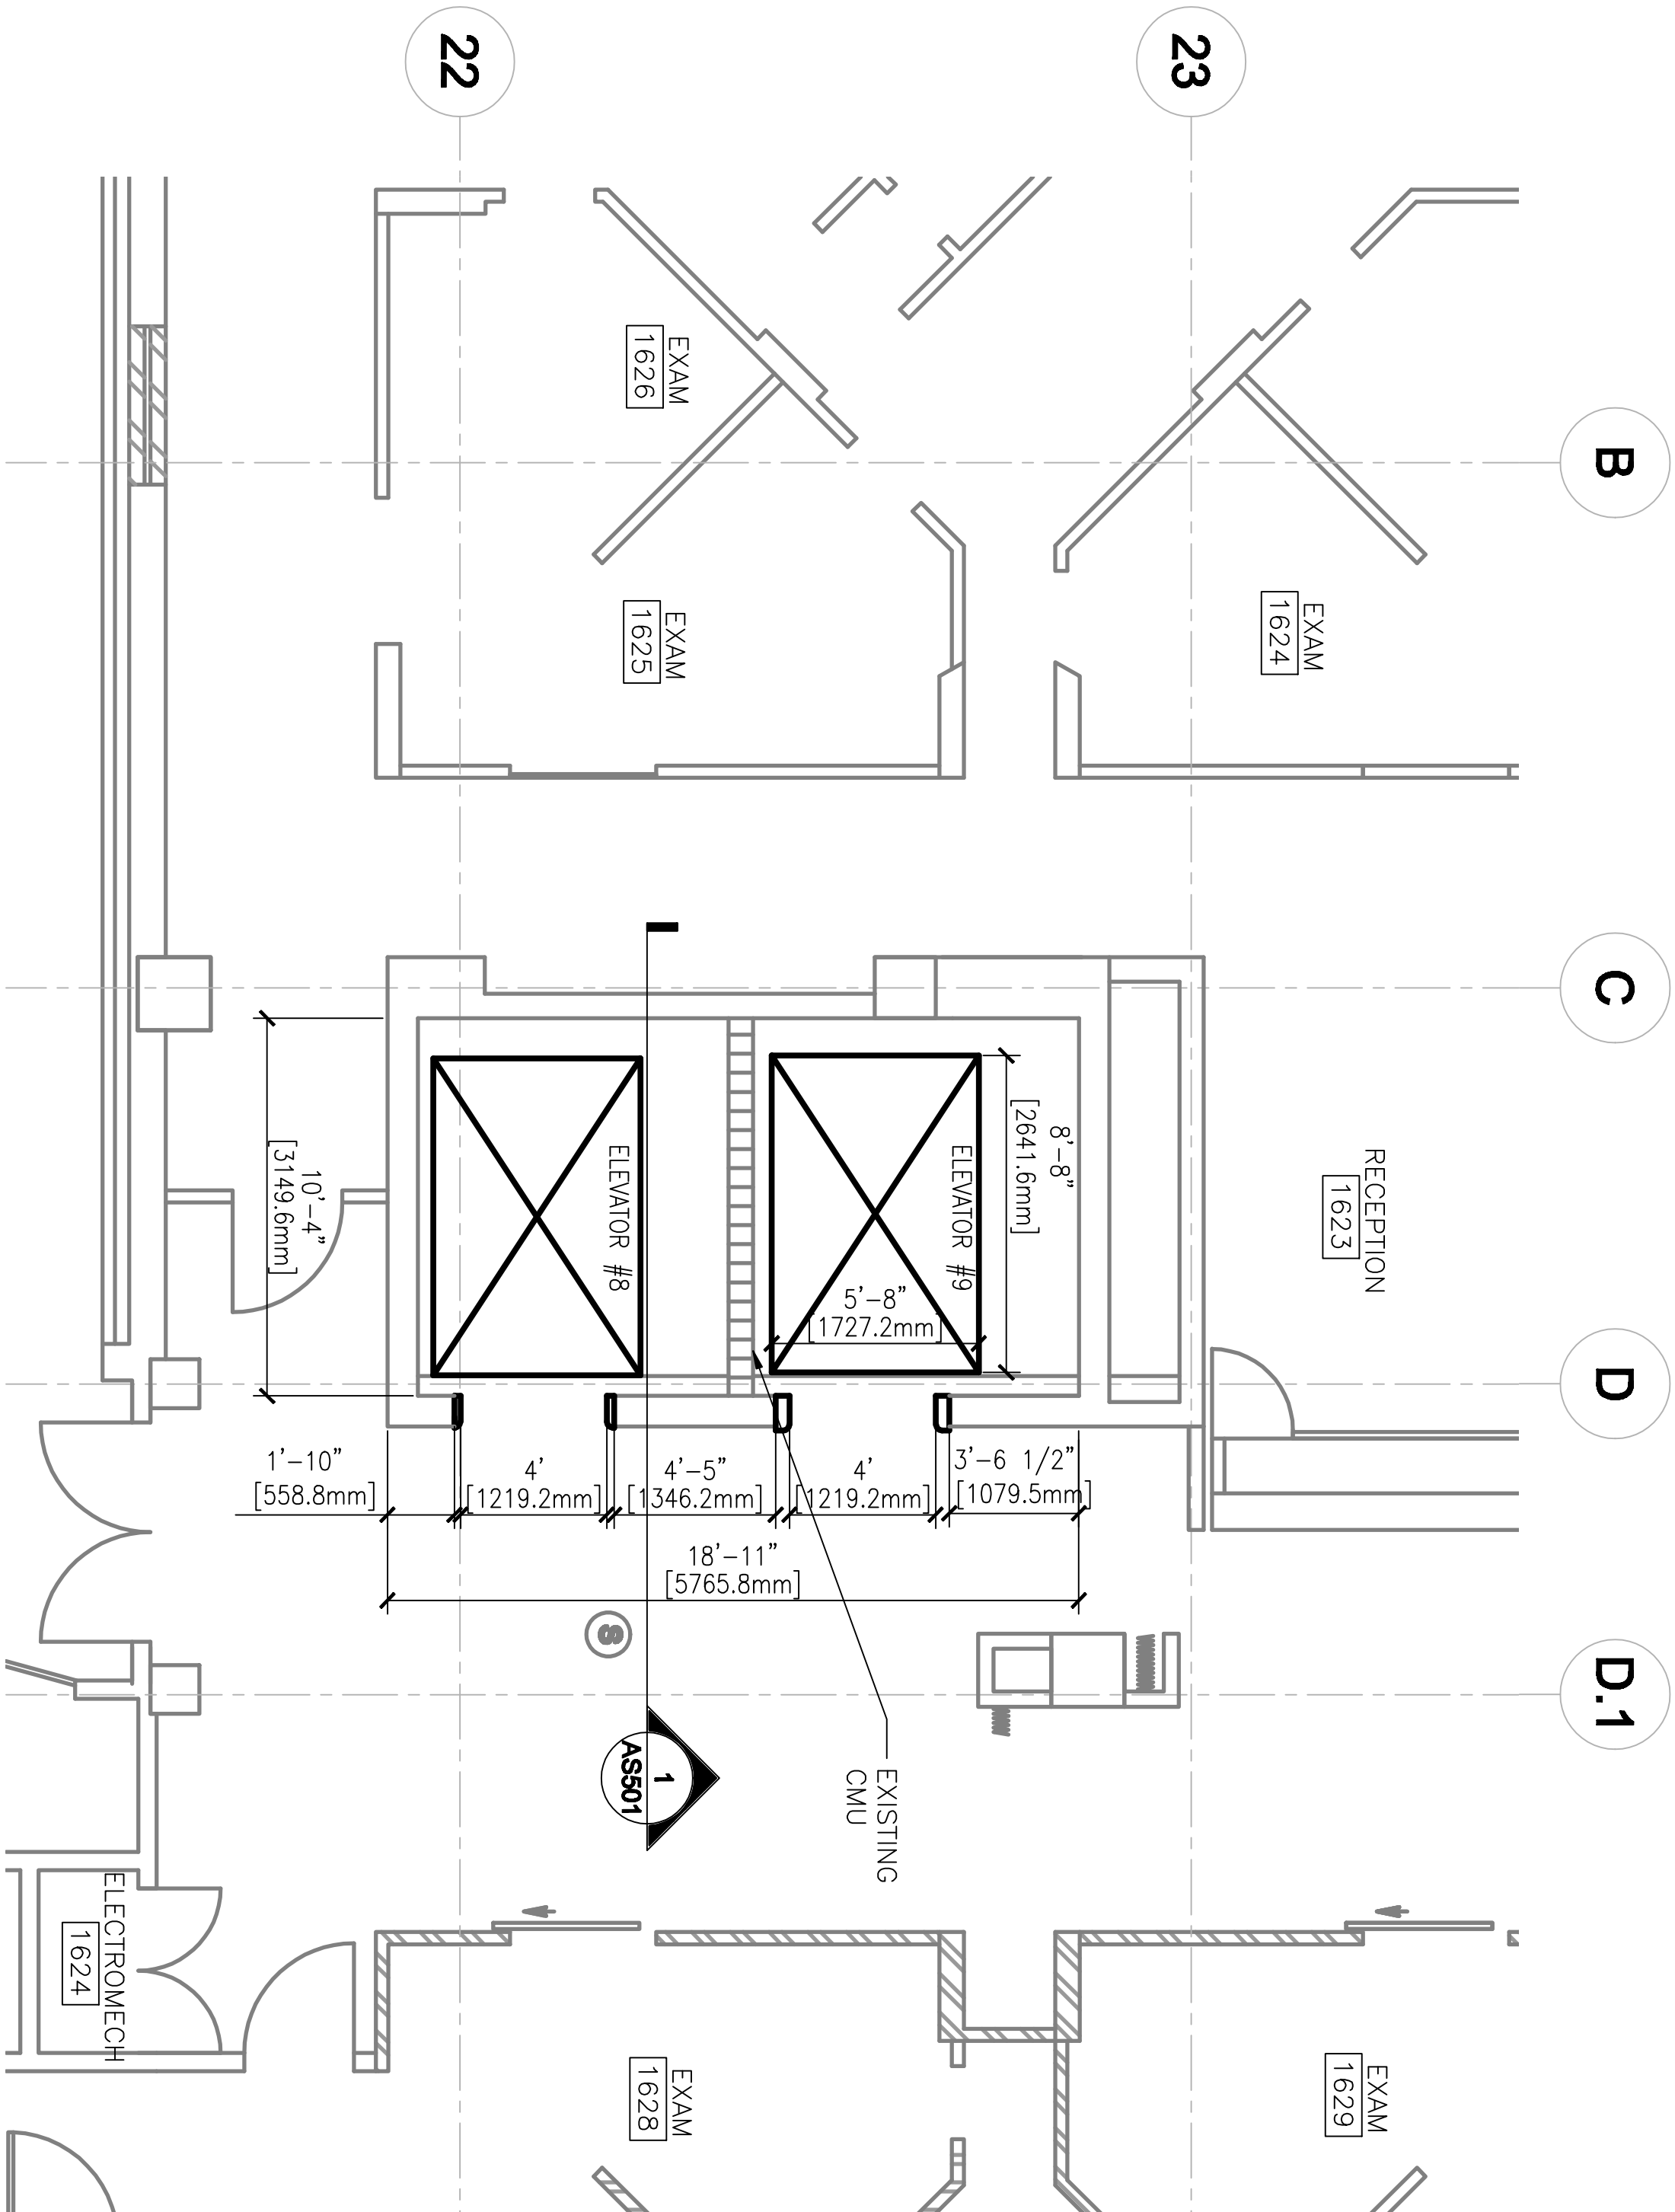 22
23
B
C
D
D.1
EXAM
1626
EXAM
1625
EXAM
1624
RECEPTION
1623
ELEVATOR #8
ELEVATOR #9
8'-8"
[2641.6mm]
5'-8"
[1727.2mm]
10'-4"
[3149.6mm]
1'-10"
[558.8mm]
4'
[1219.2mm]
4'-5"
[1346.2mm]
4'
[1219.2mm]
3'-6 1/2"
[1079.5mm]
18'-11"
[5765.8mm]
S
1
AS501
EXISTING
CMU
ELECTROMECH
1624
EXAM
1628
EXAM
1629